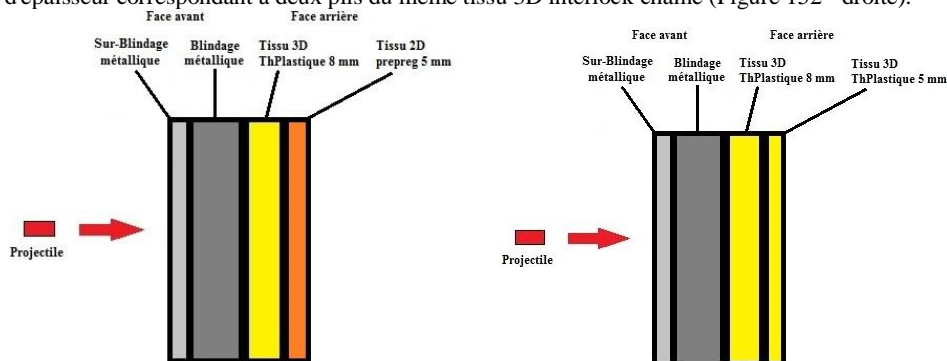 d'épaisseur correspondant à deux plis du même tissu 3D interlock chaîne (Figure 132 - droite).
Face avant
Face arrière
Sur-Blindage
métallique
Blindage
métallique
Tissu 3D
ThPlastique 8 mm
Tissu 2D
prepreg 5 mm
Projectile
Face avant
Face arrière
Sur-Blindage
métallique
Blindage
métallique
Tissu 3D
ThPlastique 8 mm
Tissu 3D
ThPlastique 5 mm
Projectile